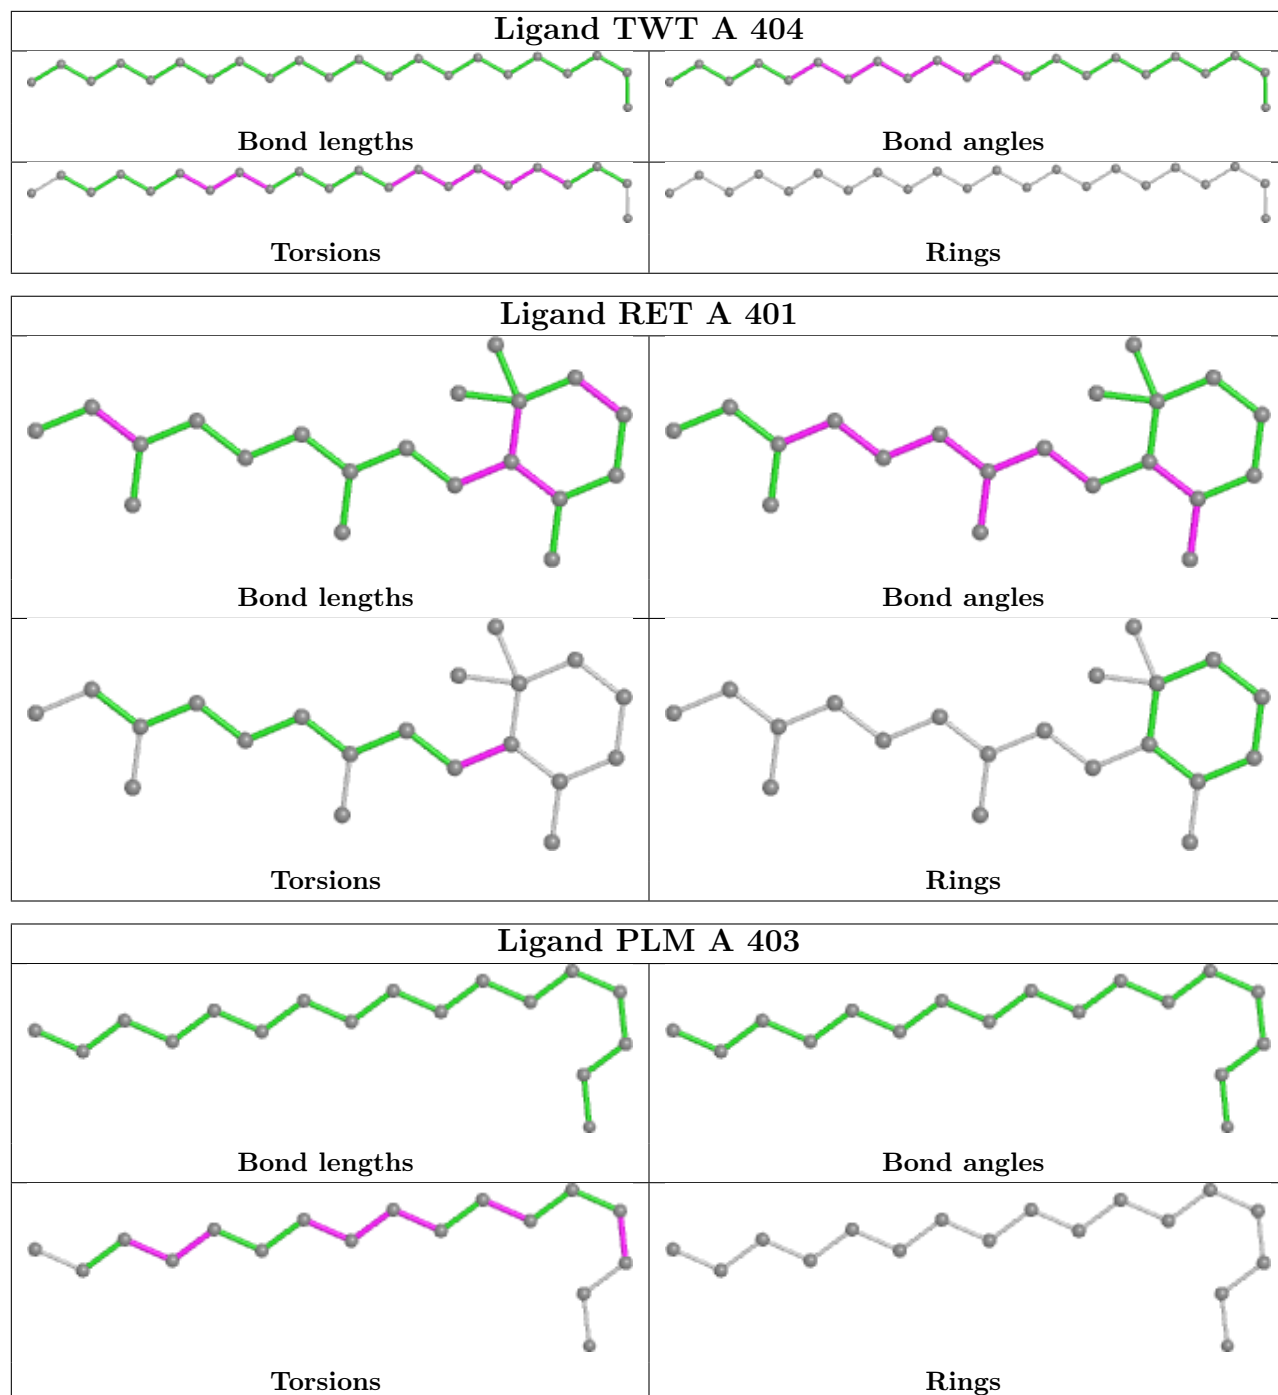 Ligand TWT A 404
Bond lengths
Bond angles
Torsions
Rings
Ligand RET A 401
Bond lengths
Bond angles
Torsions
Rings
Ligand PLM A 403
Bond lengths
Bond angles
Torsions
Rings